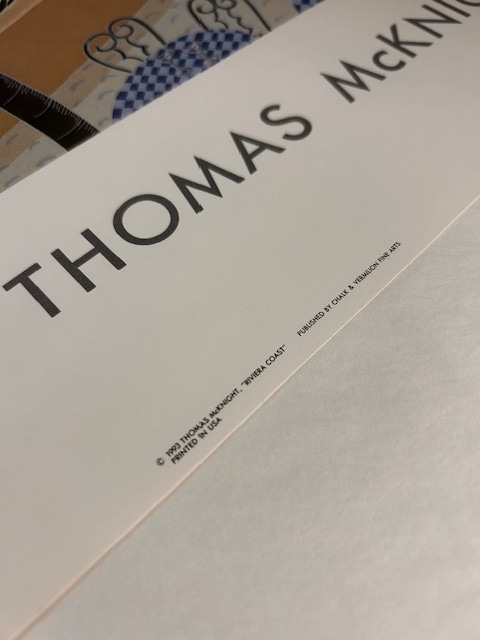 THOMAS McKNIG
© 1993 THOMAS McKNIGHT, "RIVIERA COAST" PUBLISHED BY CHALK & VERMILION FINE ARTS
PRINTED IN USA